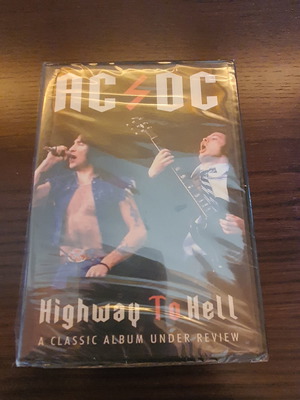 AC⚡DC
Highway To Hell
A CLASSIC ALBUM UNDER REVIEW